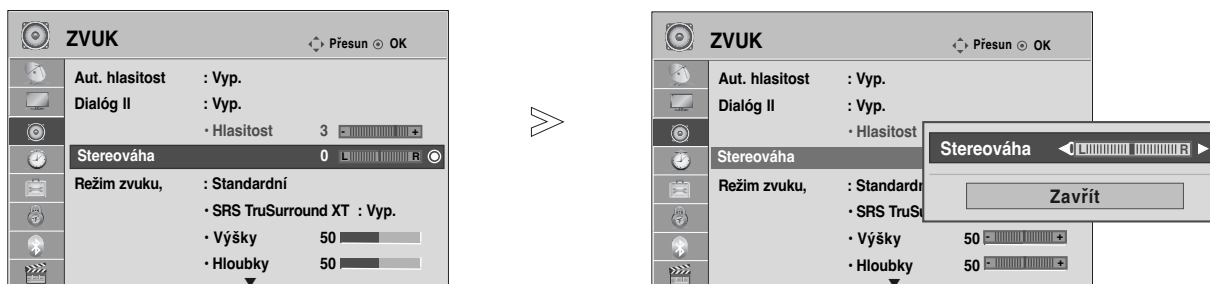 ZVUK Přesun OK
Aut. hlasitost : Vyp.
Dialóg II : Vyp.
• Hlasitost 3 - +
Stereováha 0 L R
Režim zvuku, : Standardní
• SRS TruSurround XT : Vyp.
• Výšky 50
• Hloubky 50
ZVUK Přesun OK
Aut. hlasitost : Vyp.
Dialóg II : Vyp.
• Hlasitost
Stereováha
Režim zvuku, : Standardn
• SRS TruSu
• Výšky 50 - +
• Hloubky 50 - +
Stereováha L R
Zavřít